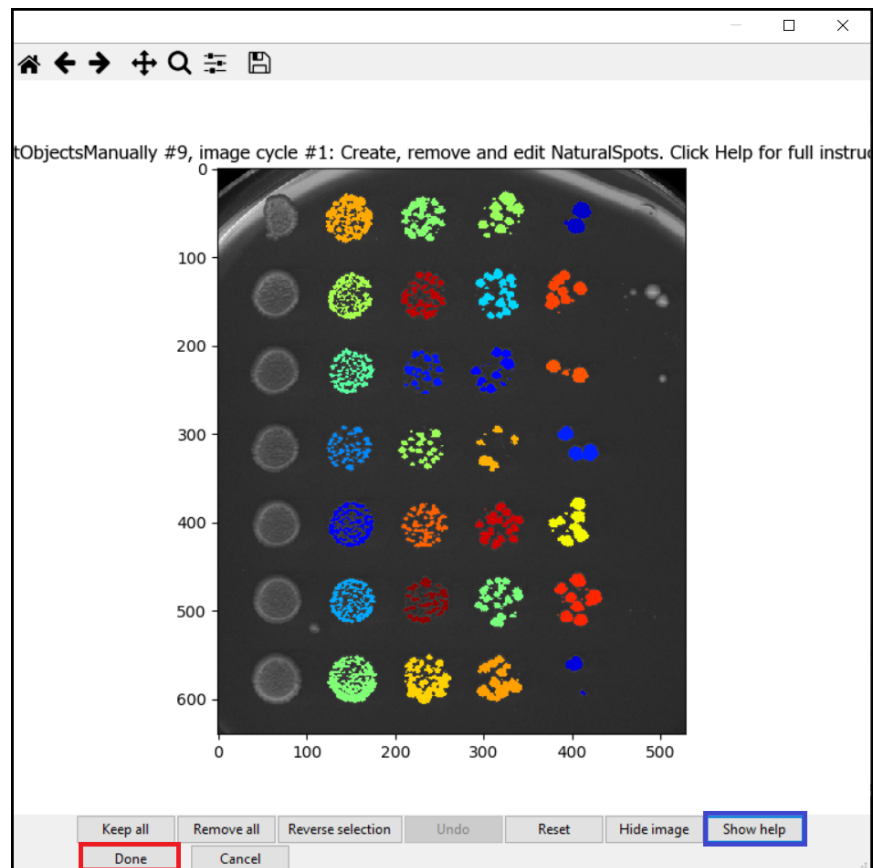 tObjectsManually #9, image cycle #1: Create, remove and edit NaturalSpots. Click Help for full instruc
0
100
200
300
400
500
600
0 100 200 300 400 500
Keep all Remove all Reverse selection Undo Reset Hide image Show help
Done Cancel